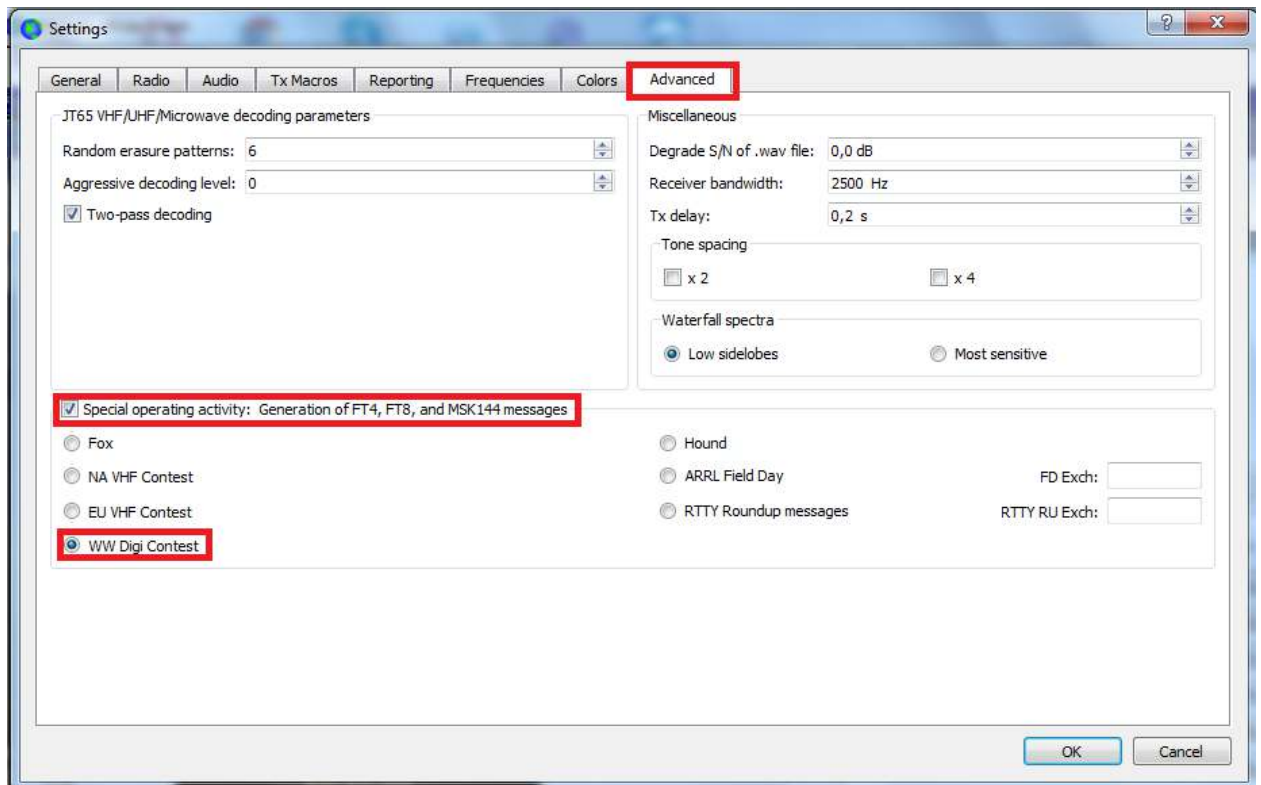 Settings
General Radio Audio Tx Macros Reporting Frequencies Colors Advanced
JT65 VHF/UHF/Microwave decoding parameters
Random erasure patterns: 6
Aggressive decoding level: 0
Two-pass decoding
Miscellaneous
Degrade S/N of .wav file: 0,0 dB
Receiver bandwidth: 2500 Hz
Tx delay: 0,2 s
Tone spacing
x 2 x 4
Waterfall spectra
Low sidelobes Most sensitive
Special operating activity: Generation of FT4, FT8, and MSK144 messages
Fox Hound
NA VHF Contest ARRL Field Day FD Exch:
EU VHF Contest RTTY Roundup messages RTTY RU Exch:
WW Digi Contest
OK Cancel